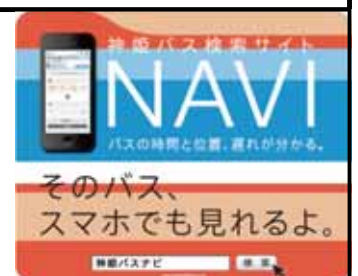 神姫バス検索サイト
NAVI
バスの時間と位置、遅れが分かる。
そのバス、
スマホでも見れるよ。
神姫バスナビ 検索